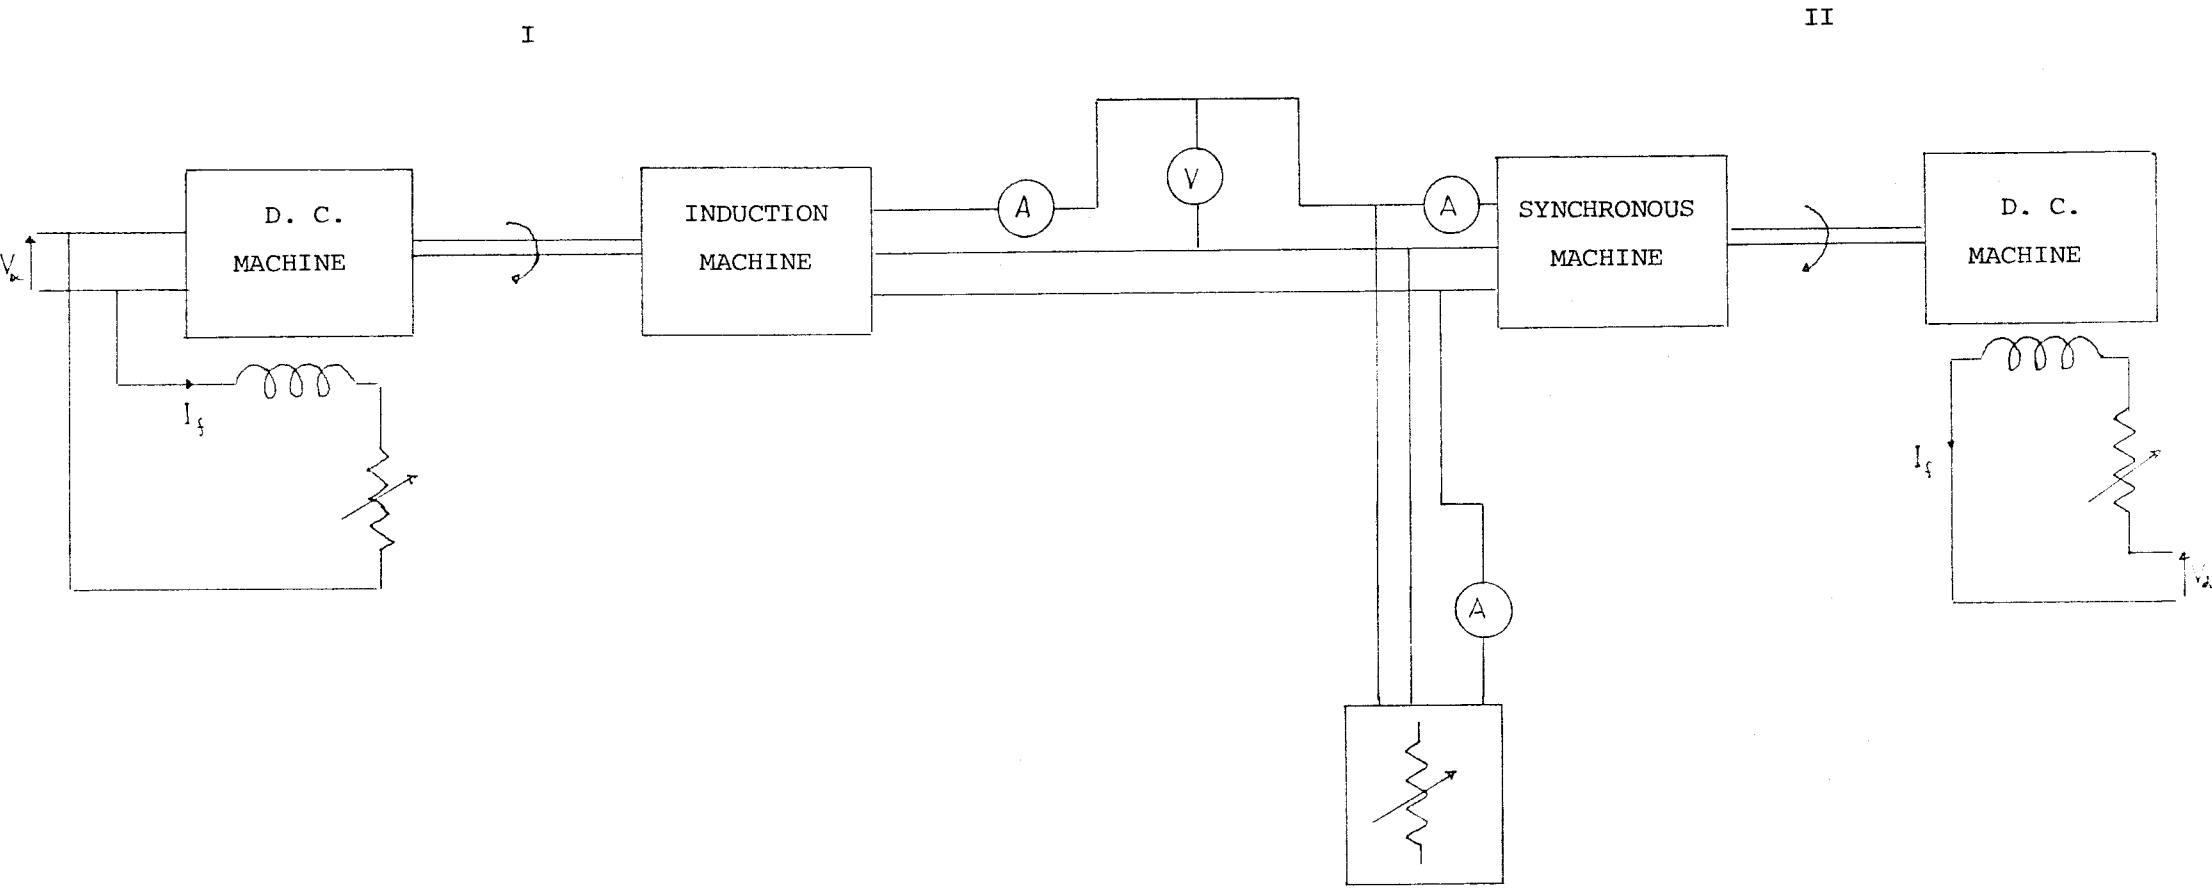 I
II
D. C.
MACHINE
INDUCTION
MACHINE
A
V
A
SYNCHRONOUS
MACHINE
D. C.
MACHINE
I_f
I_f
A